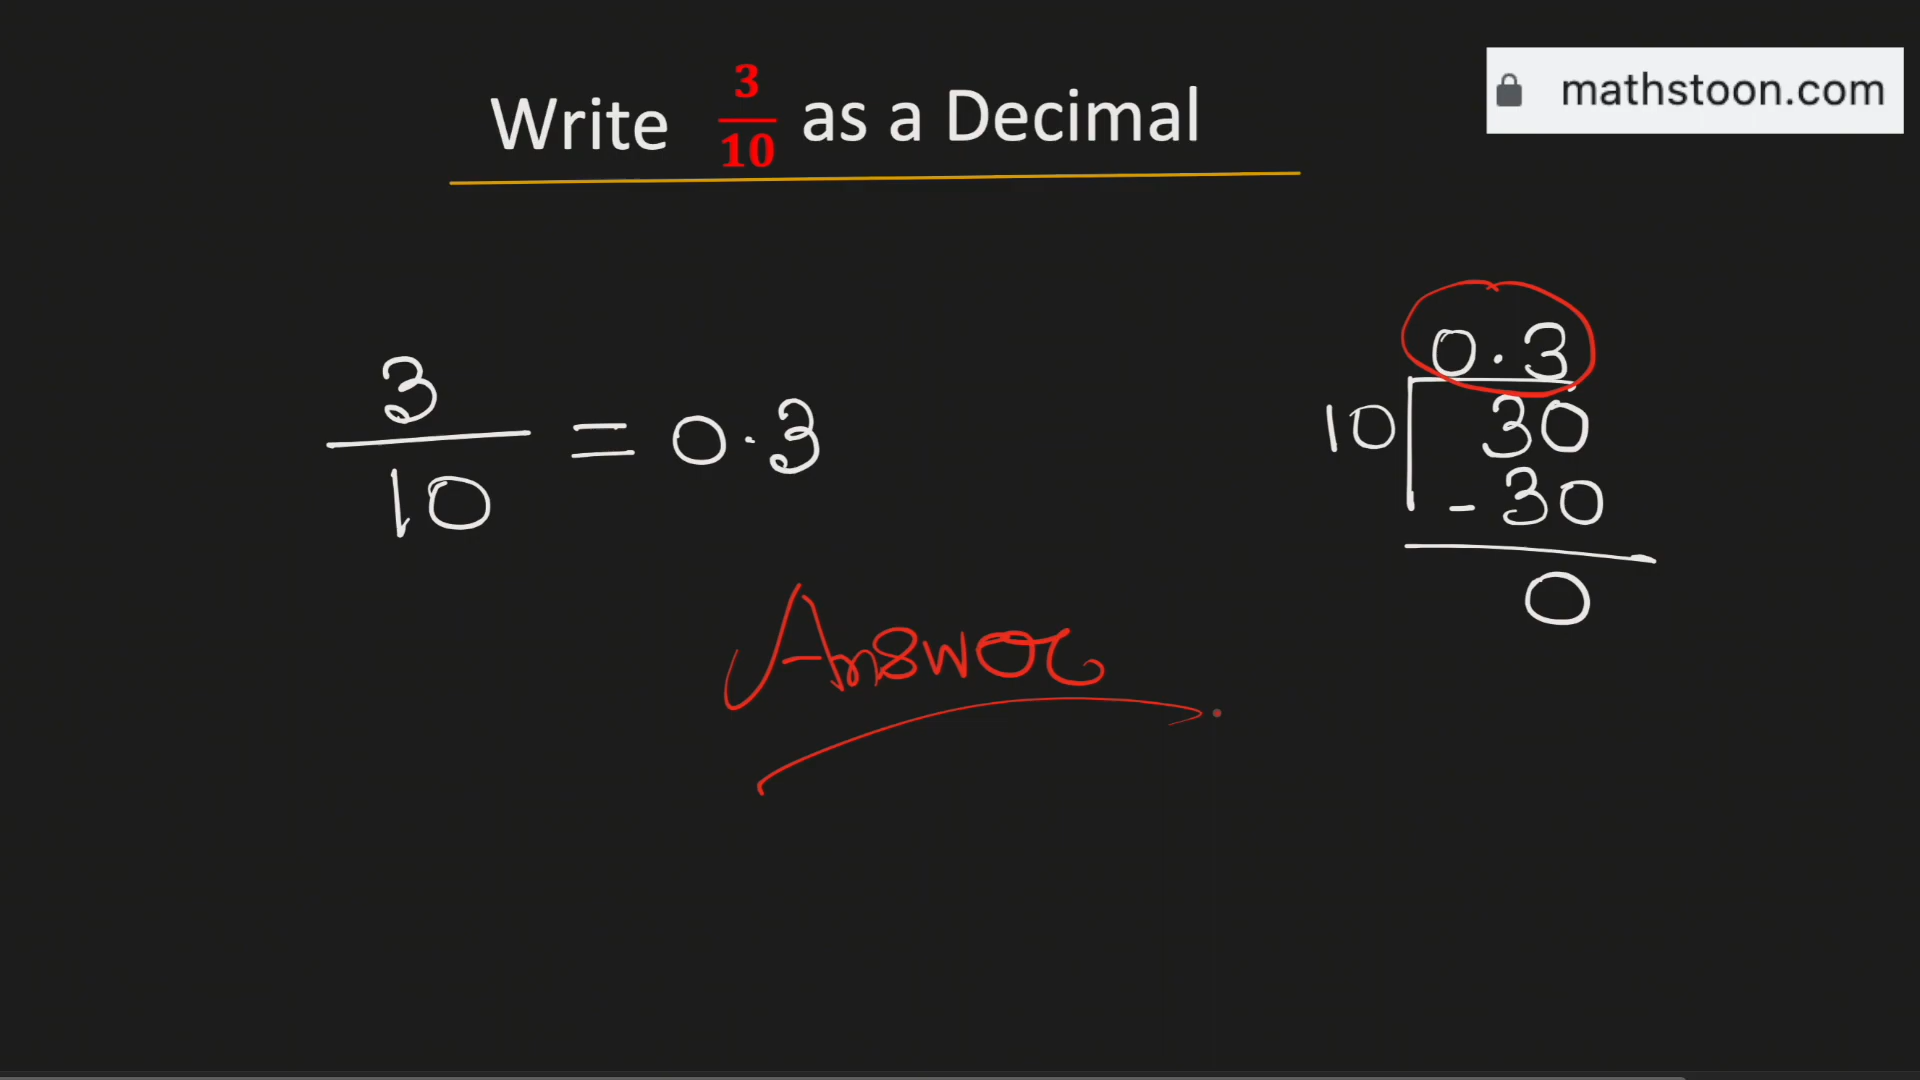 Write 3/10 as a Decimal
mathstoon.com
3/10 = 0.3
0.3
10 30
- 30
0
Answer